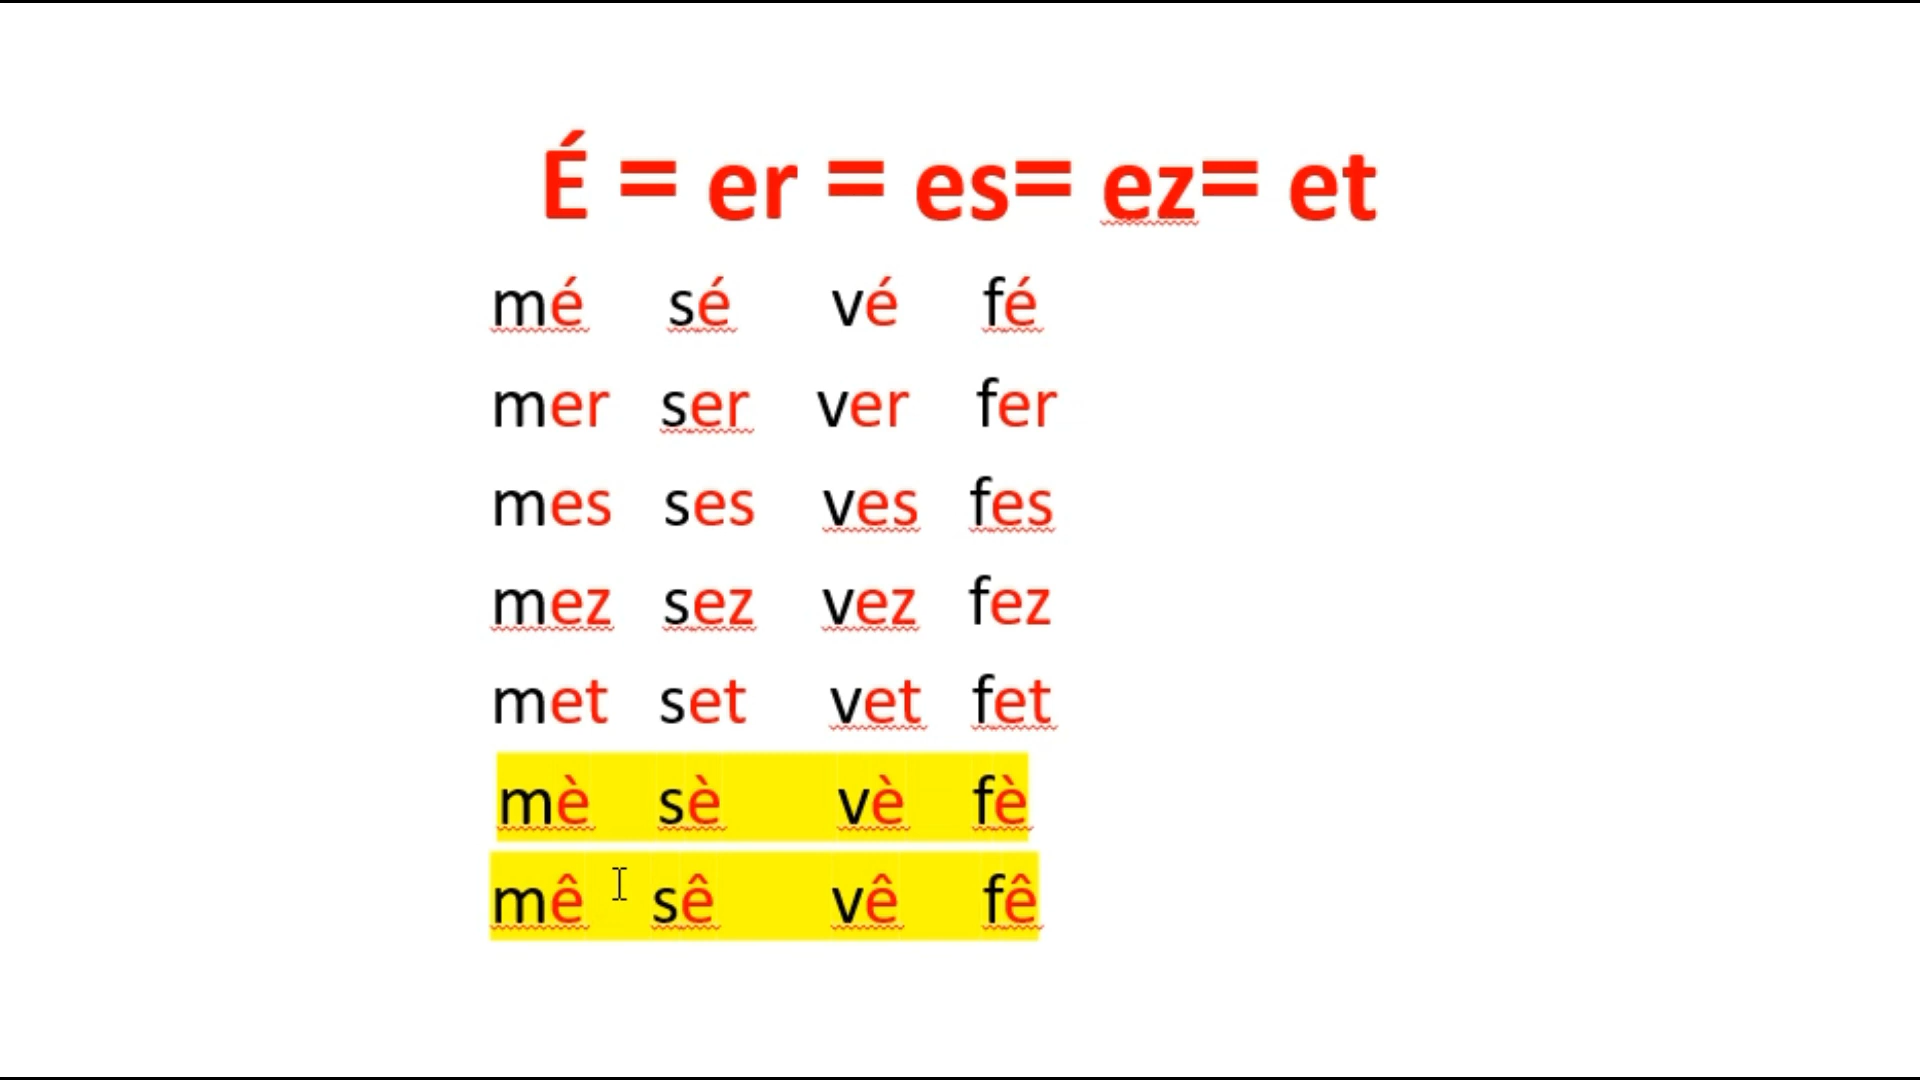 É = er = es= ez= et
mé sé vé fé
mer ser ver fer
mes ses ves fes
mez sez vez fez
met set vet fet
mè sè vè fè
mê sê vê fê